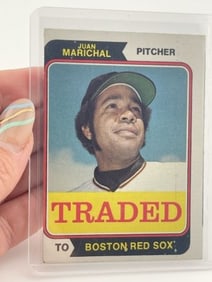 JUAN
MARICHAL PITCHER
TRADED
TO BOSTON RED SOX